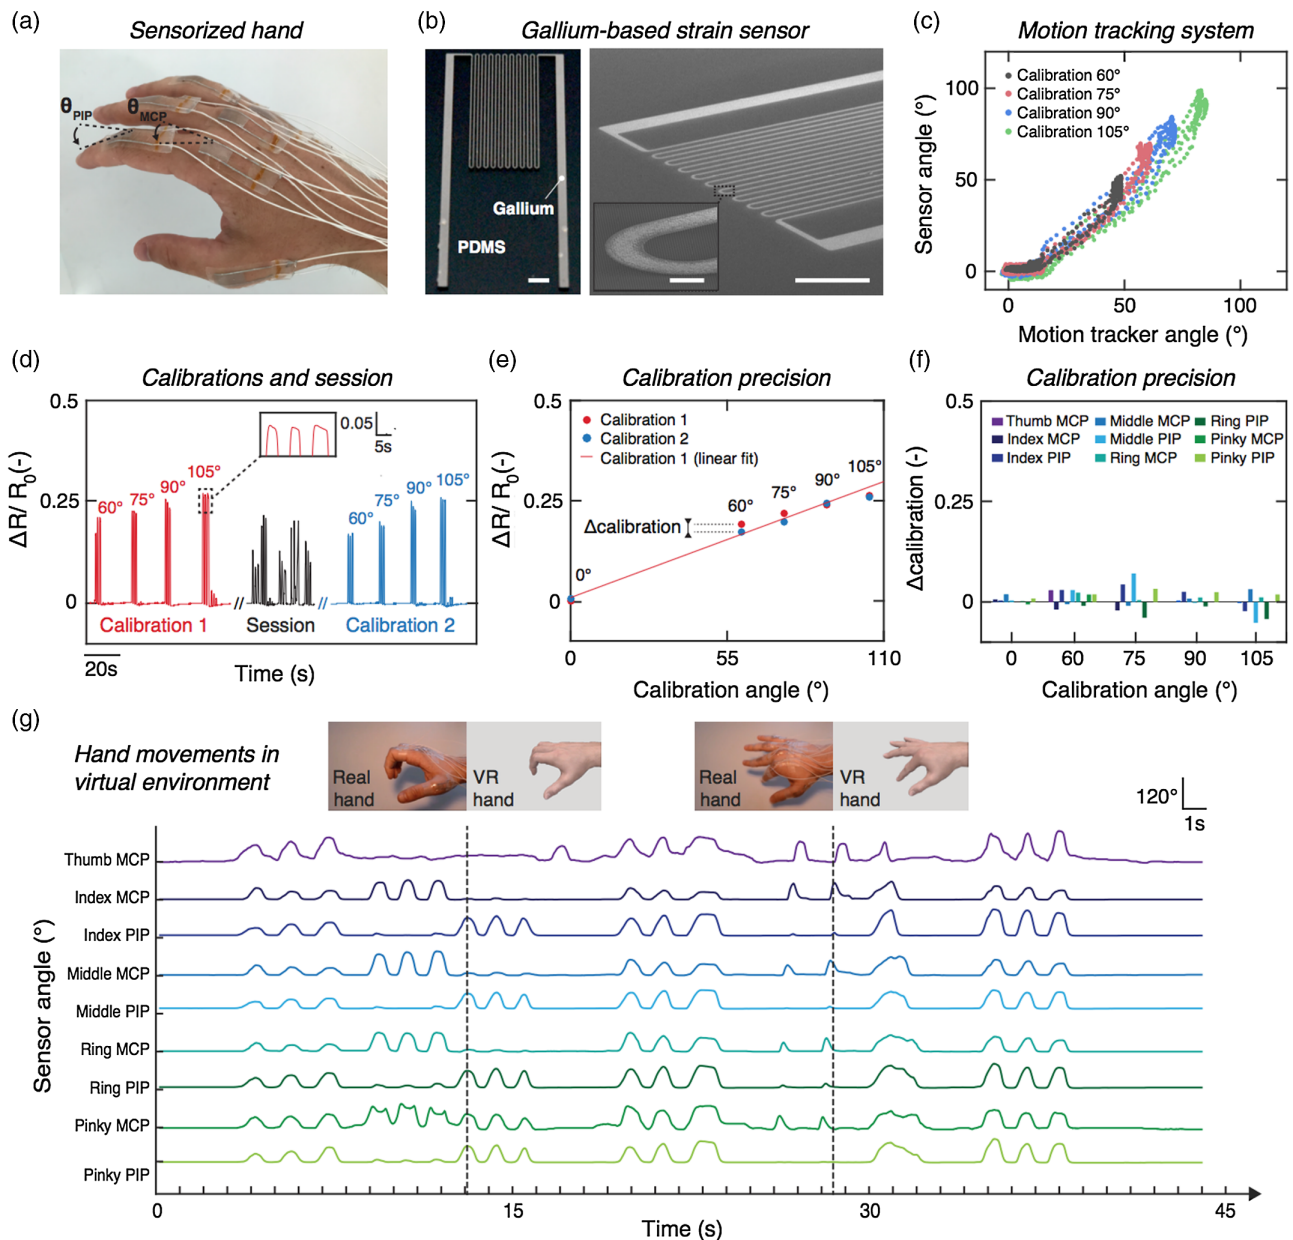 (a)
Sensorized hand
θPIP
θMCP
(b)
Gallium-based strain sensor
Gallium
PDMS
(c)
Motion tracking system
Calibration 60°
Calibration 75°
Calibration 90°
Calibration 105°
100
50
0
Sensor angle (°)
0
50
100
Motion tracker angle (°)
(d)
Calibrations and session
0.5
0.25
0
ΔR/ R0(-)
60°
75°
90°
105°
0.05
5s
60°
75°
90°
105°
//
//
Calibration 1
Session
Calibration 2
20s
Time (s)
(e)
Calibration precision
0.5
0.25
0
ΔR/ R0(-)
Calibration 1
Calibration 2
Calibration 1 (linear fit)
105°
90°
75°
60°
Δcalibration
0°
0
55
110
Calibration angle (°)
(f)
Calibration precision
0.5
0.25
0
Δcalibration (-)
Thumb MCP
Middle MCP
Ring PIP
Index MCP
Middle PIP
Pinky MCP
Index PIP
Ring MCP
Pinky PIP
0
60
75
90
105
Calibration angle (°)
(g)
Hand movements in
virtual environment
Real
hand
VR
hand
Real
hand
VR
hand
120°
1s
Sensor angle (°)
Thumb MCP
Index MCP
Index PIP
Middle MCP
Middle PIP
Ring MCP
Ring PIP
Pinky MCP
Pinky PIP
0
15
30
45
Time (s)